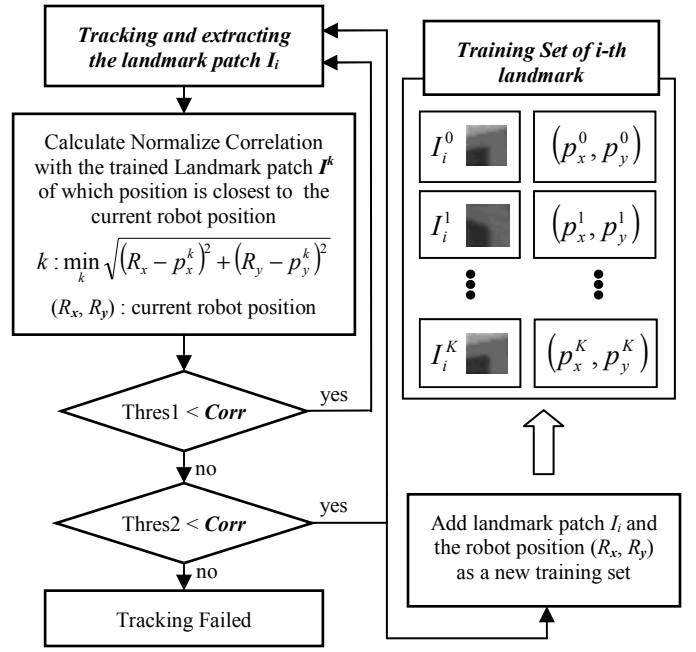 Tracking and extracting
the landmark patch I_i
Calculate Normalize Correlation
with the trained Landmark patch I^k
of which position is closest to the
current robot position
k : min_k √((R_x − p_x^k)^2 + (R_y − p_y^k)^2)
(R_x, R_y) : current robot position
Thres1 < Corr
yes
no
Thres2 < Corr
yes
no
Tracking Failed
Training Set of i-th
landmark
I_i^0 (p_x^0, p_y^0)
I_i^1 (p_x^1, p_y^1)
I_i^K (p_x^K, p_y^K)
Add landmark patch I_i and
the robot position (R_x, R_y)
as a new training set